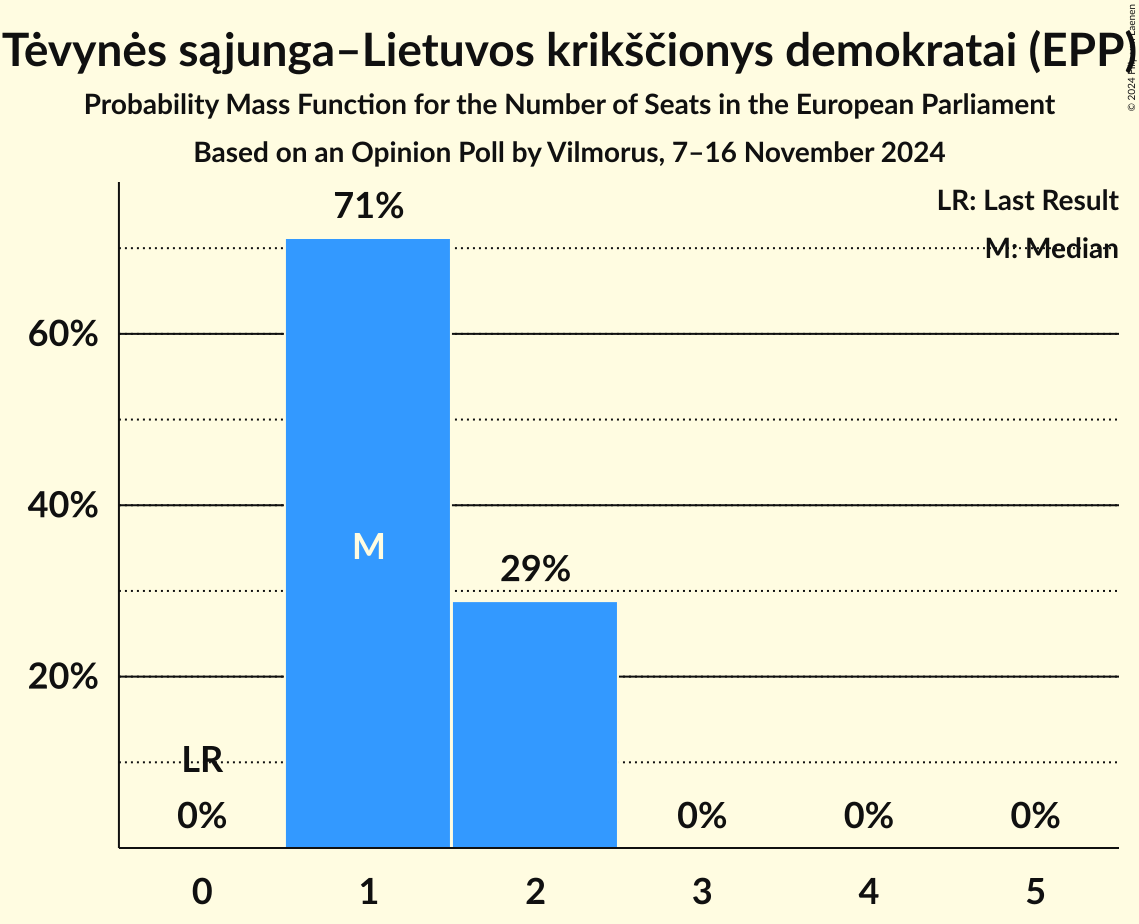 Tėvynės sąjunga–Lietuvos krikščionys demokratai (EPP)
Probability Mass Function for the Number of Seats in the European Parliament
Based on an Opinion Poll by Vilmorus, 7–16 November 2024
© 2024 Laenen
LR: Last Result
M: Median
71%
60%
40%
M
29%
20%
LR
0%
0%
0%
0%
0
1
2
3
4
5